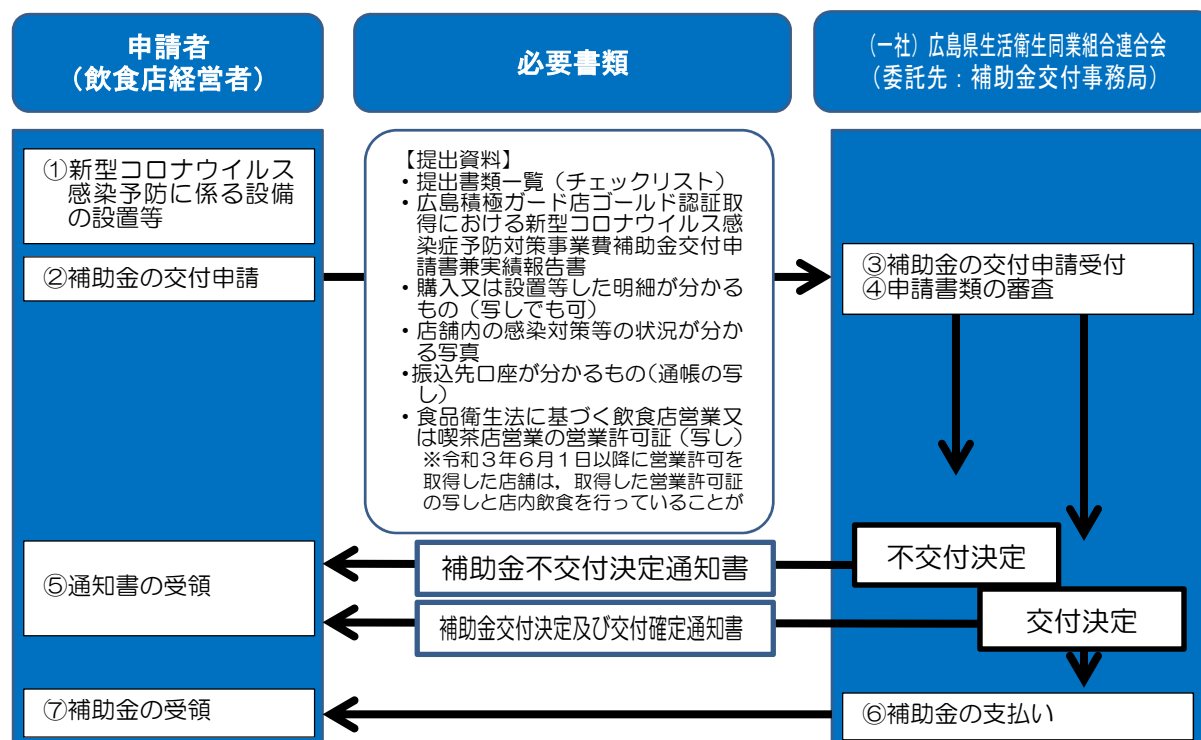 申請者
（飲食店経営者）
必要書類
（一社）広島県生活衛生同業組合連合会
（委託先：補助金交付事務局）
①新型コロナウイルス
感染予防に係る設備
の設置等
②補助金の交付申請
【提出資料】
・提出書類一覧（チェックリスト）
・広島積極ガード店ゴールド認証取
得における新型コロナウイルス感
染症予防対策事業費補助金交付申
請書兼実績報告書
・購入又は設置等した明細が分かる
もの（写しでも可）
・店舗内の感染対策等の状況が分か
る写真
・振込先口座が分かるもの（通帳の写
し）
・食品衛生法に基づく飲食店営業又
は喫茶店営業の営業許可証（写し）
※令和３年６月１日以降に営業許可を
取得した店舗は，取得した営業許可証
の写しと店内飲食を行っていることが
③補助金の交付申請受付
④申請書類の審査
不交付決定
補助金不交付決定通知書
⑤通知書の受領
交付決定
補助金交付決定及び交付確定通知書
⑥補助金の支払い
⑦補助金の受領